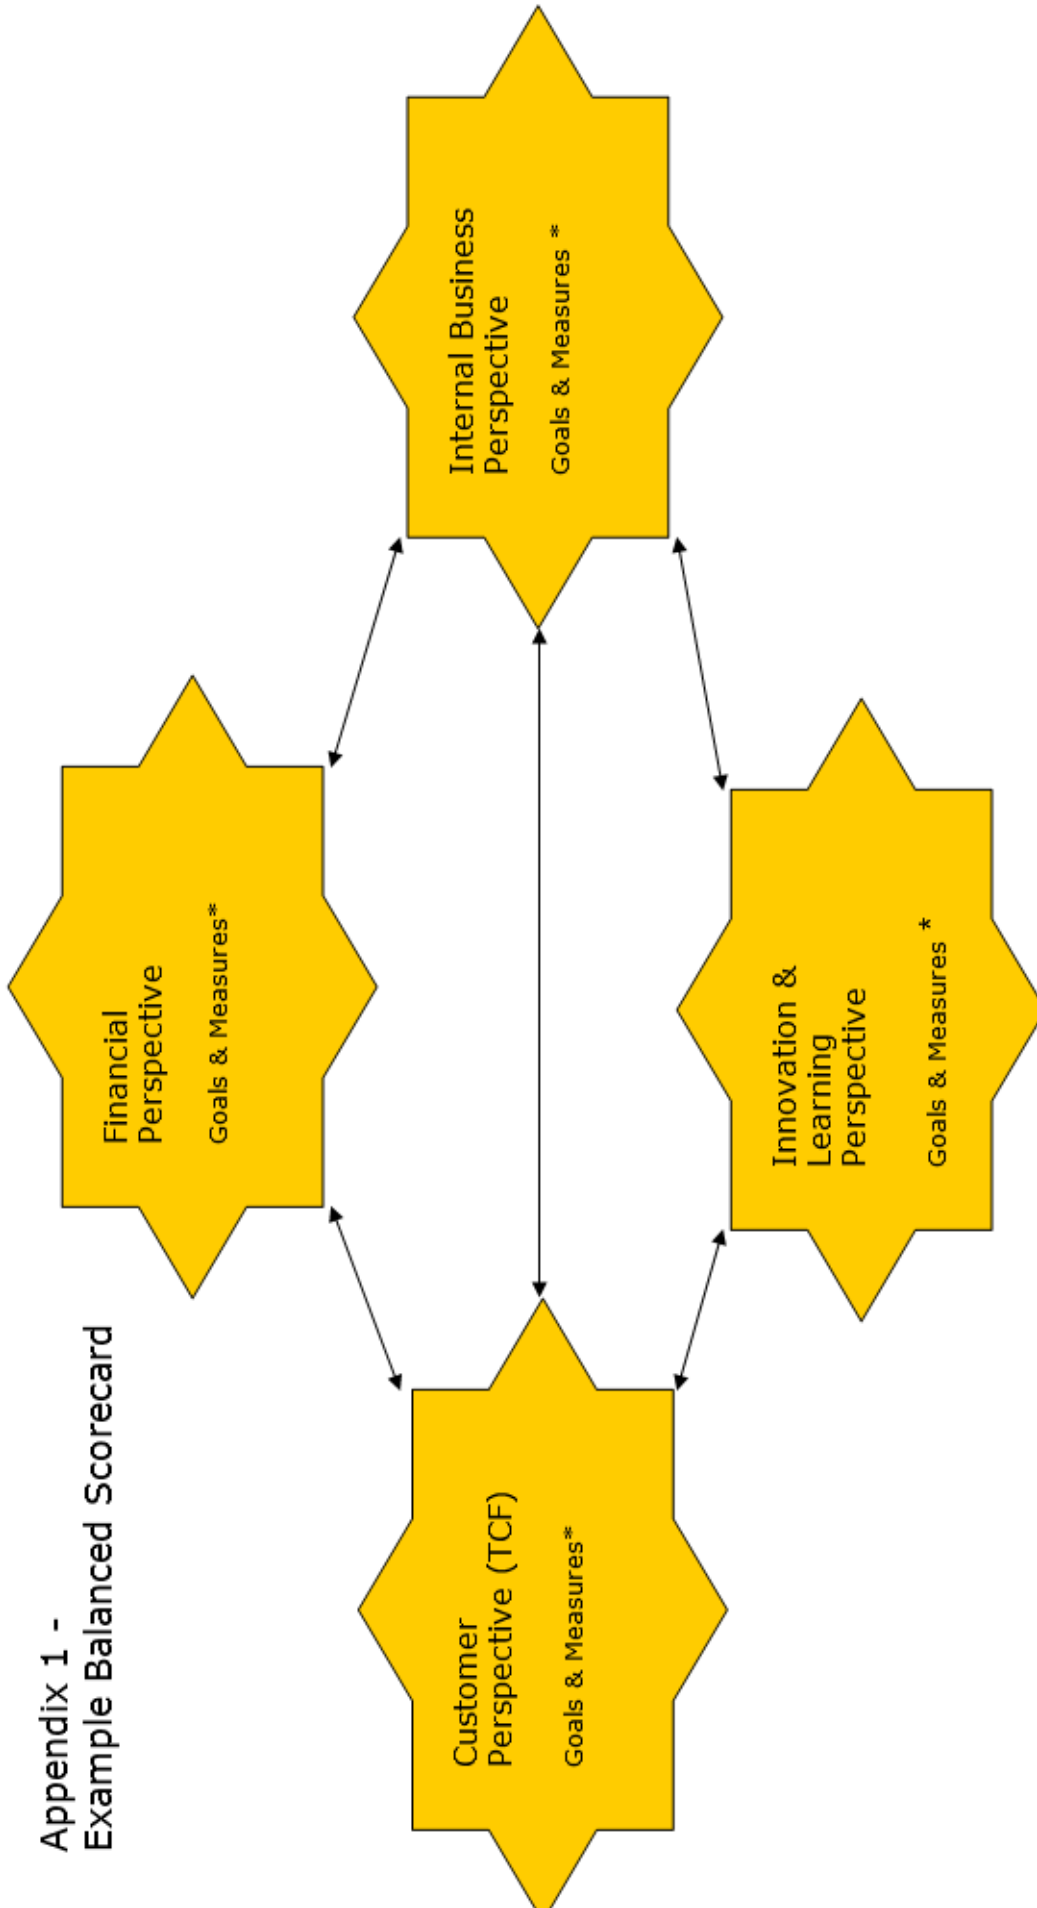 Appendix 1 -
Example Balanced Scorecard
Financial
Perspective
Goals & Measures*
Customer
Perspective (TCF)
Goals & Measures*
Internal Business
Perspective
Goals & Measures *
Innovation &
Learning
Perspective
Goals & Measures *